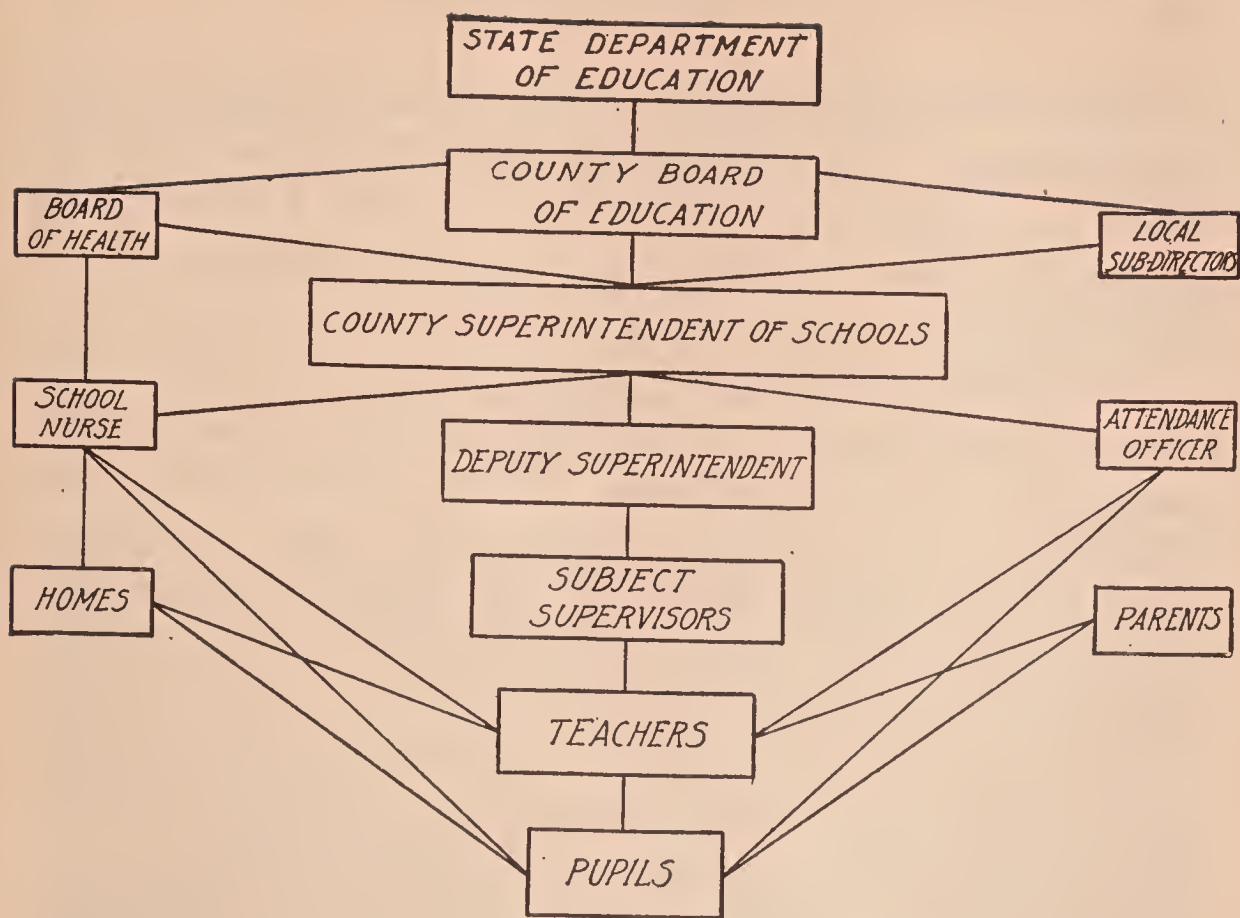 STATE DEPARTMENT
OF EDUCATION
COUNTY BOARD
OF EDUCATION
BOARD
OF HEALTH
LOCAL
SUB-DIRECTORS
COUNTY SUPERINTENDENT OF SCHOOLS
SCHOOL
NURSE
ATTENDANCE
OFFICER
DEPUTY SUPERINTENDENT
SUBJECT
SUPERVISORS
HOMES
PARENTS
TEACHERS
PUPILS